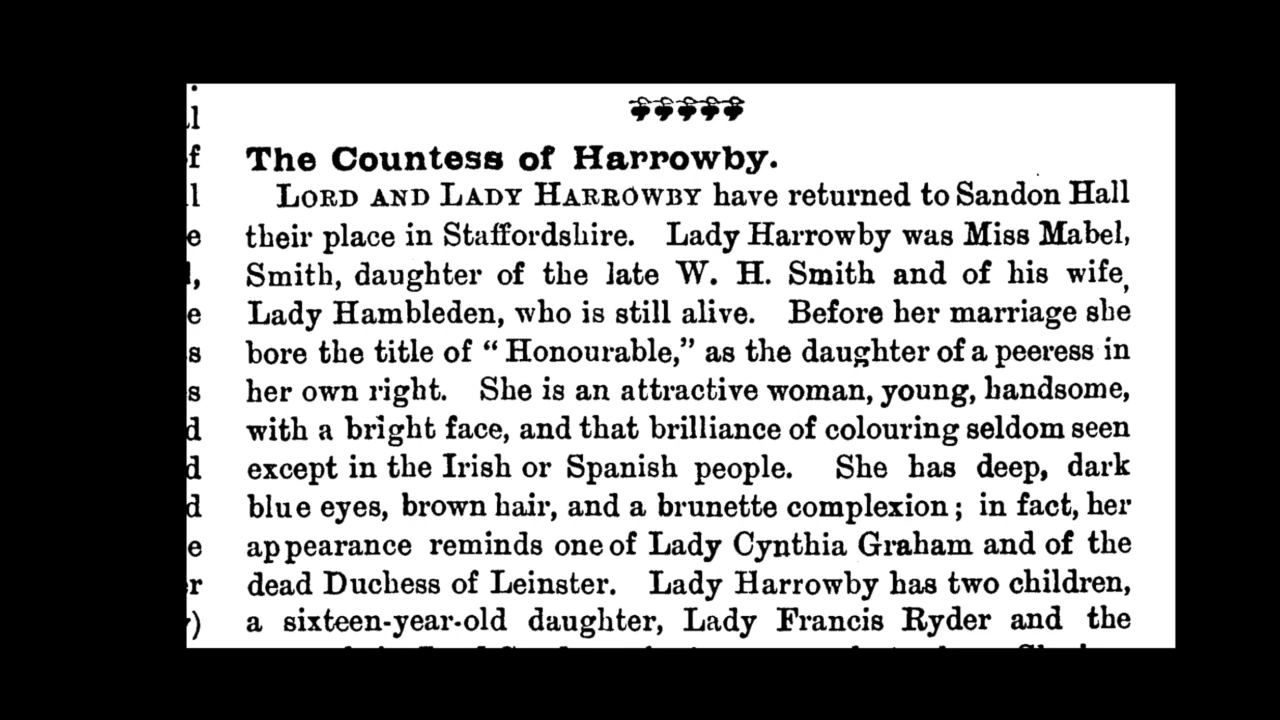 The Countess of Harrowby.
LORD AND LADY HARROWBY have returned to Sandon Hall
their place in Staffordshire. Lady Harrowby was Miss Mabel,
Smith, daughter of the late W. H. Smith and of his wife,
Lady Hambleden, who is still alive. Before her marriage she
bore the title of “ Honourable,” as the daughter of a peeress in
her own right. She is an attractive woman, young, handsome,
with a bright face, and that brilliance of colouring seldom seen
except in the Irish or Spanish people. She has deep, dark
blue eyes, brown hair, and a brunette complexion ; in fact, her
appearance reminds one of Lady Cynthia Graham and of the
dead Duchess of Leinster. Lady Harrowby has two children,
a sixteen-year-old daughter, Lady Francis Ryder and the